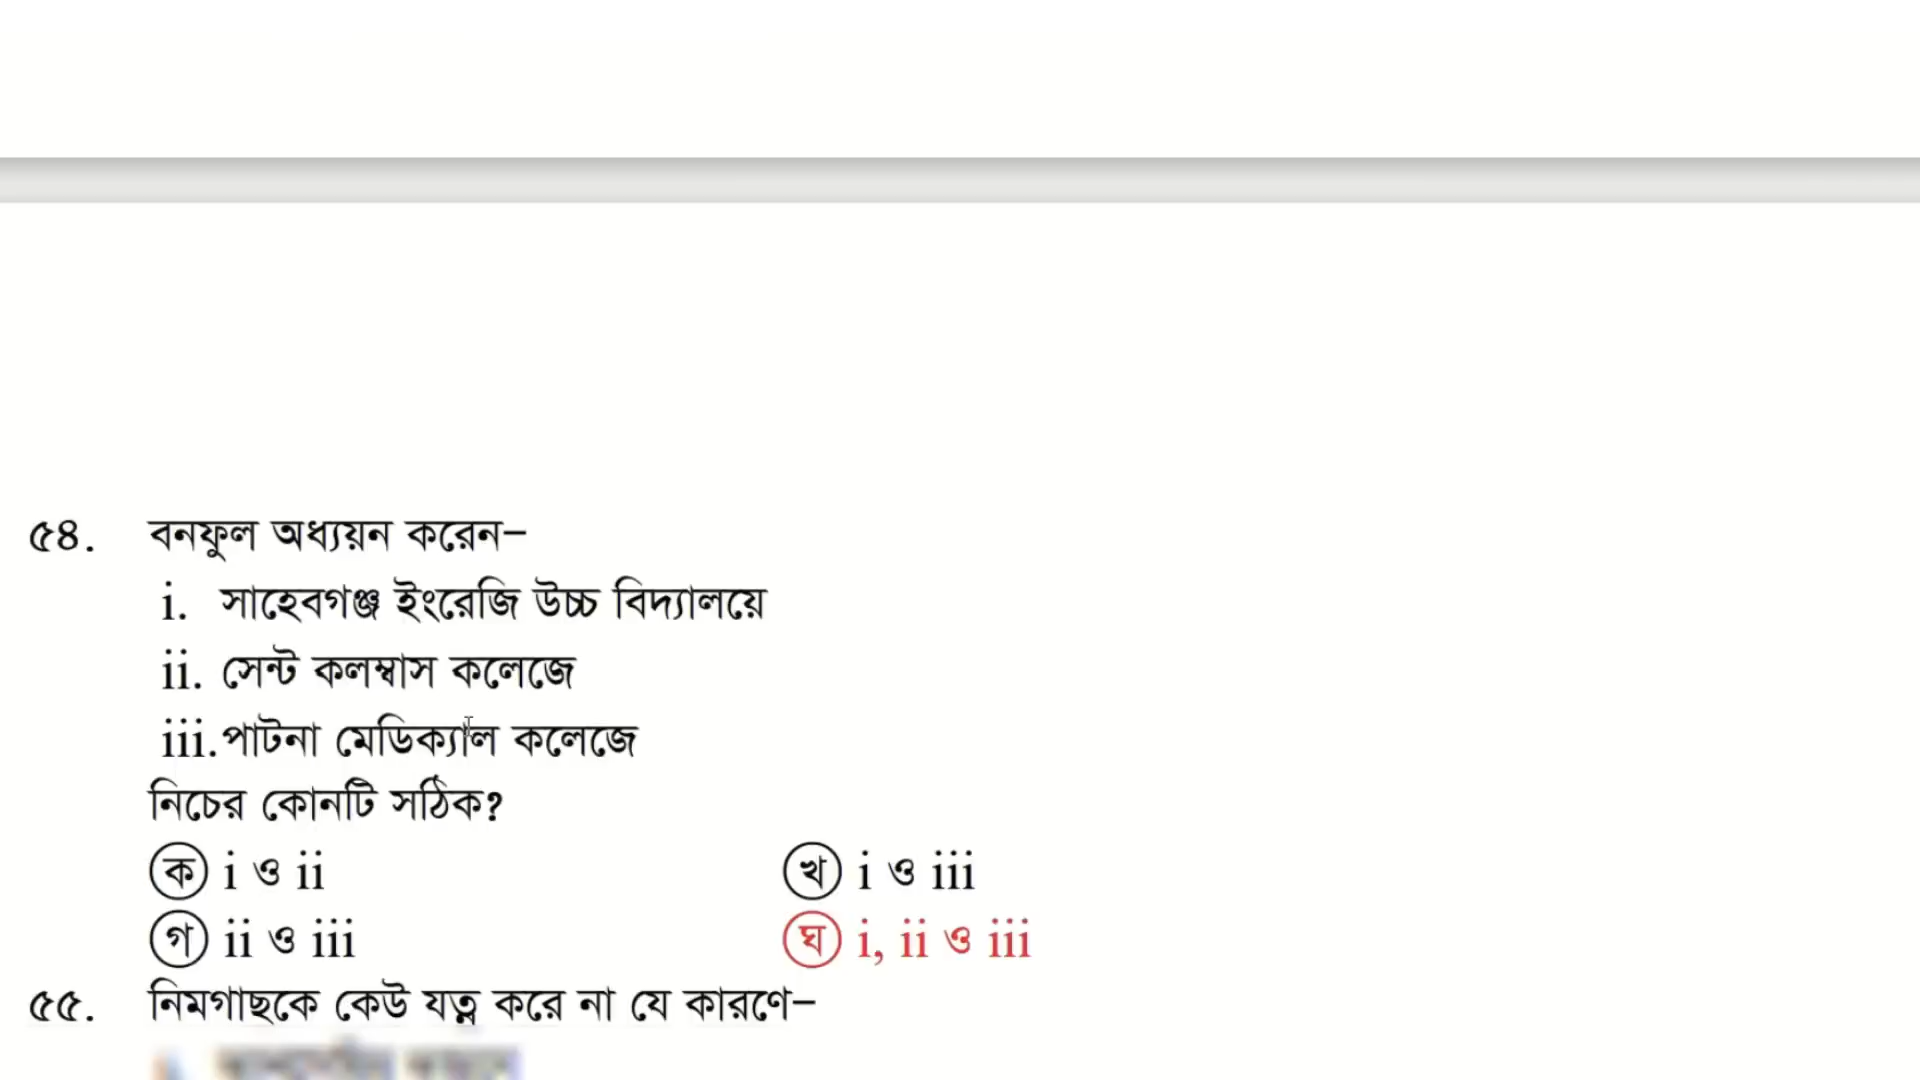 ৫৪. বনফুল অধ্যয়ন করেন–
i. সাহেবগঞ্জ ইংরেজি উচ্চ বিদ্যালয়ে
ii. সেন্ট কলম্বাস কলেজে
iii. পাটনা মেডিক্যাল কলেজে
নিচের কোনটি সঠিক?
ক i ও ii খ i ও iii
গ ii ও iii ঘ i, ii ও iii
৫৫. নিমগাছকে কেউ যত্ন করে না যে কারণে–